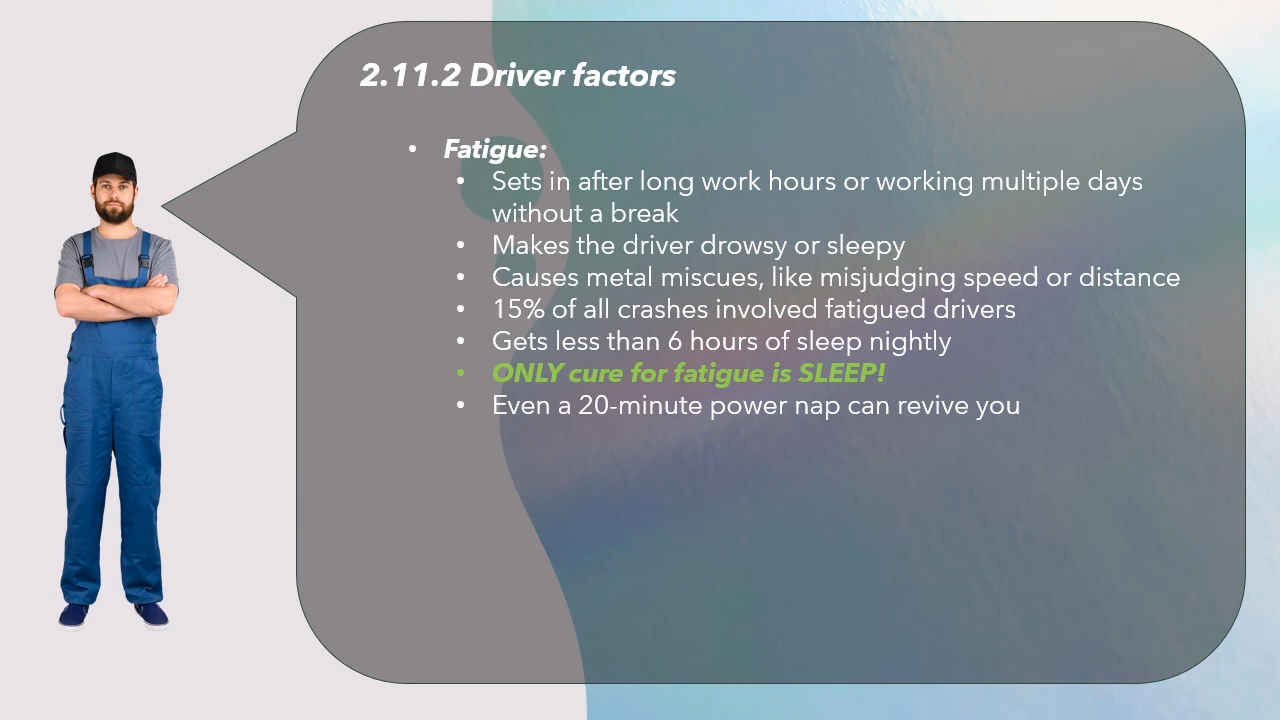 2.11.2 Driver factors
• Fatigue:
• Sets in after long work hours or working multiple days
without a break
• Makes the driver drowsy or sleepy
• Causes metal miscues, like misjudging speed or distance
• 15% of all crashes involved fatigued drivers
• Gets less than 6 hours of sleep nightly
• ONLY cure for fatigue is SLEEP!
• Even a 20-minute power nap can revive you